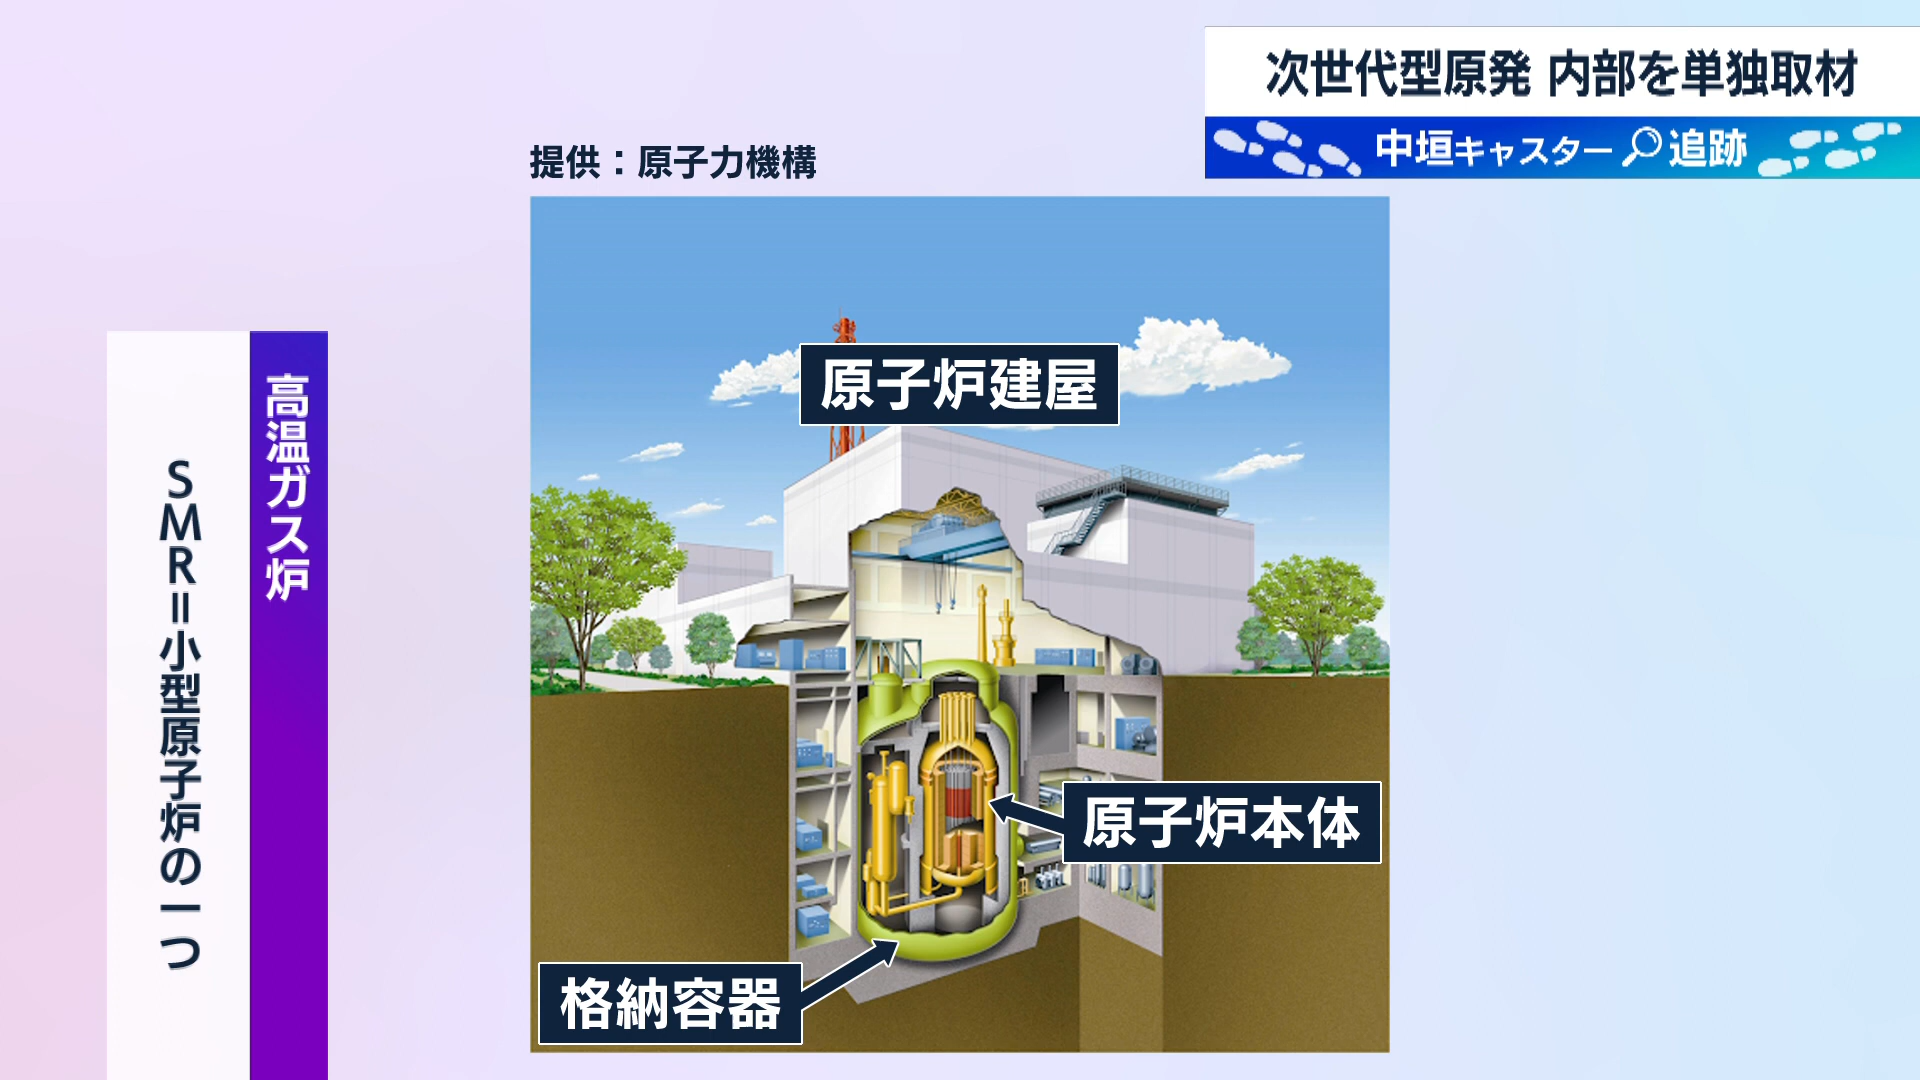 次世代型原発 内部を単独取材
中垣キャスター 追跡
提供：原子力機構
高温ガス炉
SMR=小型原子炉の一つ
原子炉建屋
原子炉本体
格納容器